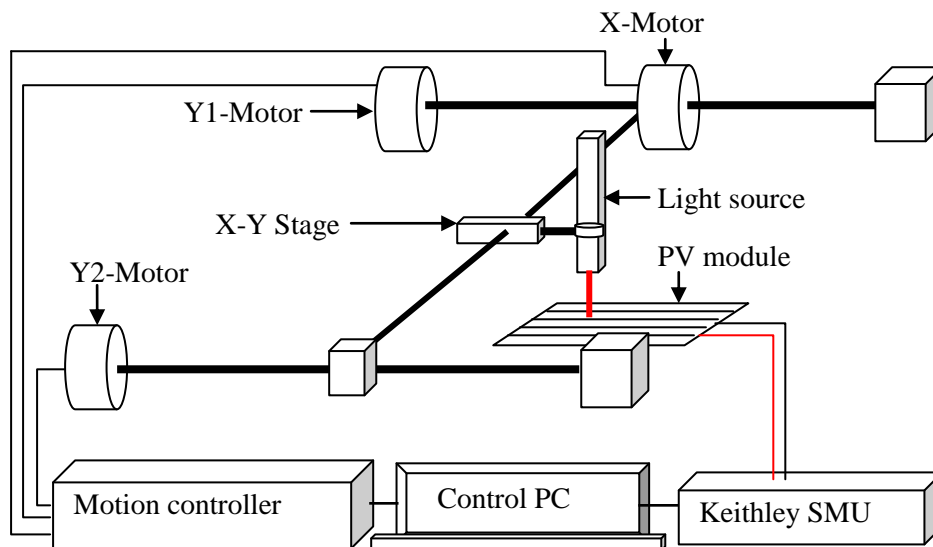 X-Motor
Y1-Motor
Light source
X-Y Stage
PV module
Y2-Motor
Motion controller
Control PC
Keithley SMU